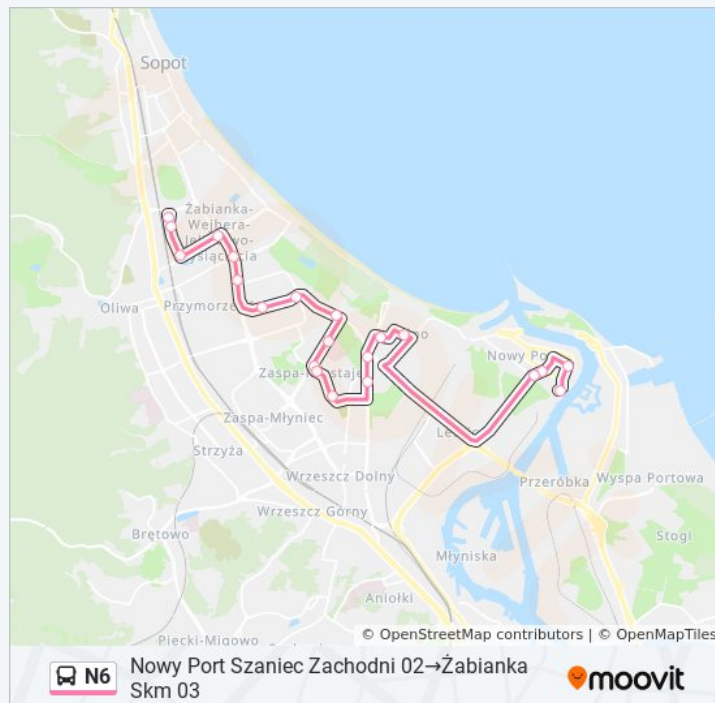 Sopot
Żabianka-
Wejhera-
Oliwa
Przymorze
Nowy Port
Zaspa-Młyniec
Strzyża
Wrzeszcz Dolny
Przeróbka
Wyspa Portowa
Wrzeszcz Górny
Brętowo
Stogi
Młyniska
Aniołki
Piecki-Migowo
© OpenStreetMap contributors | © OpenMapTiles
N6
Nowy Port Szaniec Zachodni 02→Żabianka
Skm 03
moovit